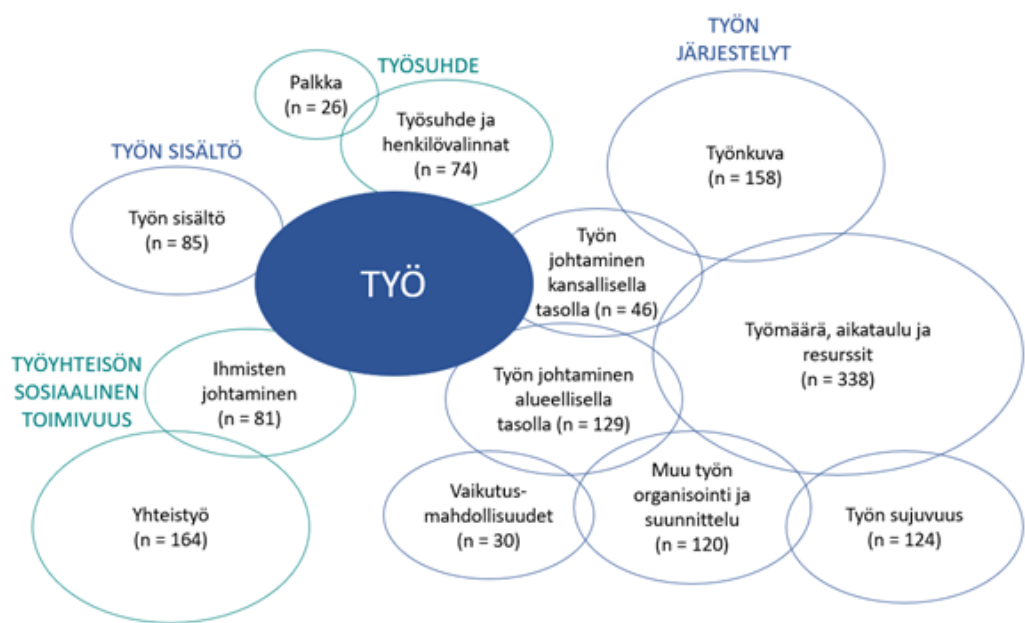 TYÖSUHDE
Palkka
(n = 26)
Työsuhde ja
henkilövalinnat
(n = 74)
TYÖN
JÄRJESTELYT
Työnkuva
(n = 158)
TYÖN SISÄLTÖ
Työn sisältö
(n = 85)
TYÖ
Työn
johtaminen
kansallisella
tasolla (n = 46)
Työmäärä, aikataulu ja
resurssit
(n = 338)
TYÖYHTEISÖN
SOSIAALINEN
TOIMIVUUS
Ihmisten
johtaminen
(n = 81)
Työn johtaminen
alueellisella
tasolla (n = 129)
Yhteistyö
(n = 164)
Vaikutus-
mahdollisuudet
(n = 30)
Muu työn
organisointi ja
suunnittelu
(n = 120)
Työn sujuvuus
(n = 124)